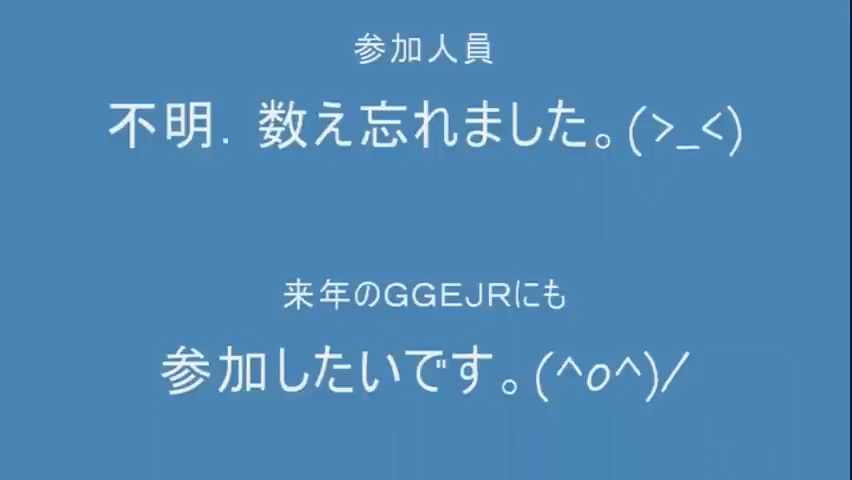 参加人員
不明. 数え忘れました。(>_<)
来年のGGEJRにも
参加したいです。(^o^)/